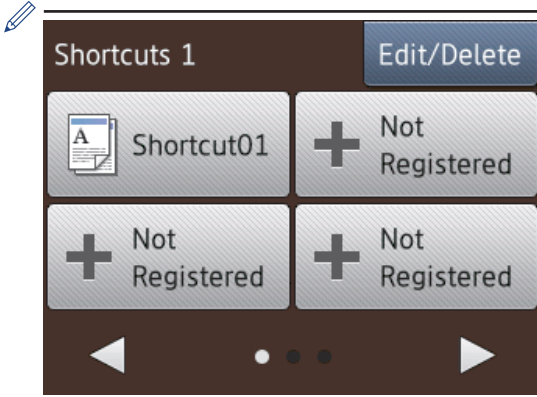 Shortcuts 1
Edit/Delete
A
Shortcut01
Not
Registered
Not
Registered
Not
Registered